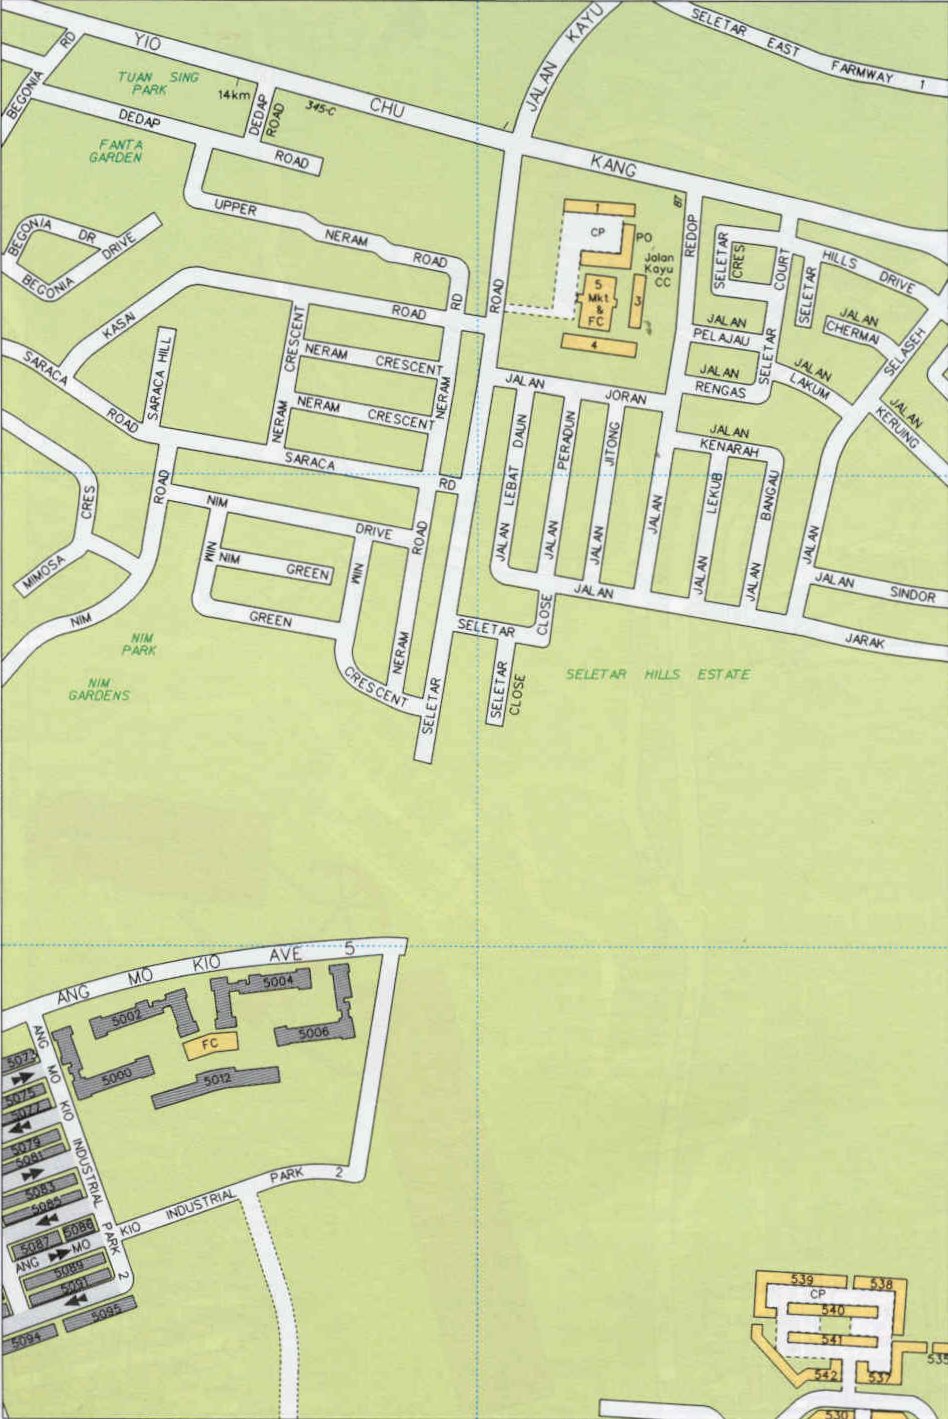 YIO CHU KANG
RD
BEGONIA
TUAN SING
PARK
14km
DEDAP
ROAD
345-C
JALAN KAYU
SELETAR EAST FARMWAY 1
DEDAP ROAD
FANTA
GARDEN
UPPER NERAM ROAD
BEGONIA DR
BEGONIA DRIVE
1
CP
PO
Jalan
Kayu
CC
5
Mkt
&
FC
3
4
87
REDOP
SELETAR
CRES
COURT
SELETAR
SELETAR
HILLS DRIVE
JALAN
CHERMAI
SELASEH
JALAN
PELAJAU
JALAN
RENGAS
JALAN
LAKUM
JALAN
KERUING
KASAI ROAD
RD
ROAD
SARACA ROAD
SARACA HILL
CRESCENT
NERAM
NERAM CRESCENT
NERAM CRESCENT
NERAM
JALAN JORAN
JALAN LEBAT DAUN
JALAN PERADUN
JALAN JITONG
JALAN
JALAN
KENARAH
JALAN LEKUB
JALAN BANGAU
JALAN
SARACA RD
NIM DRIVE
ROAD
ROAD
CRES
MIMOSA
NIM
NIM
NIM GREEN
NIM
GREEN
CRESCENT
NERAM
SELETAR
SELETAR
CLOSE
SELETAR
CLOSE
JALAN
JALAN SINDOR
JARAK
NIM
PARK
NIM
GARDENS
SELETAR HILLS ESTATE
ANG MO KIO AVE 5
5002
5004
5006
FC
5000
5012
ANG MO KIO INDUSTRIAL PARK 2
5073
5075
5077
5079
5081
5083
5085
5086
5087
5089
5091
5094
5095
ANG MO KIO INDUSTRIAL PARK 2
539
538
CP
540
541
542
537
535
530